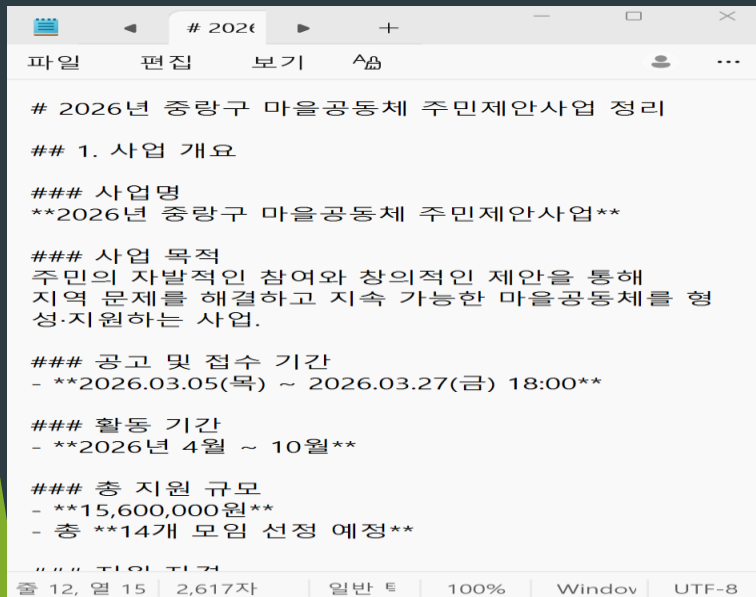 # 2026
파일 편집 보기
# 2026년 중랑구 마을공동체 주민제안사업 정리
## 1. 사업 개요
### 사업명
**2026년 중랑구 마을공동체 주민제안사업**
### 사업 목적
주민의 자발적인 참여와 창의적인 제안을 통해
지역 문제를 해결하고 지속 가능한 마을공동체를 형
성·지원하는 사업.
### 공고 및 접수 기간
- **2026.03.05(목) ~ 2026.03.27(금) 18:00**
### 활동 기간
- **2026년 4월 ~ 10월**
### 총 지원 규모
- **15,600,000원**
- 총 **14개 모임 선정 예정**
줄 12, 열 15 2,617자 일반 100% Window UTF-8